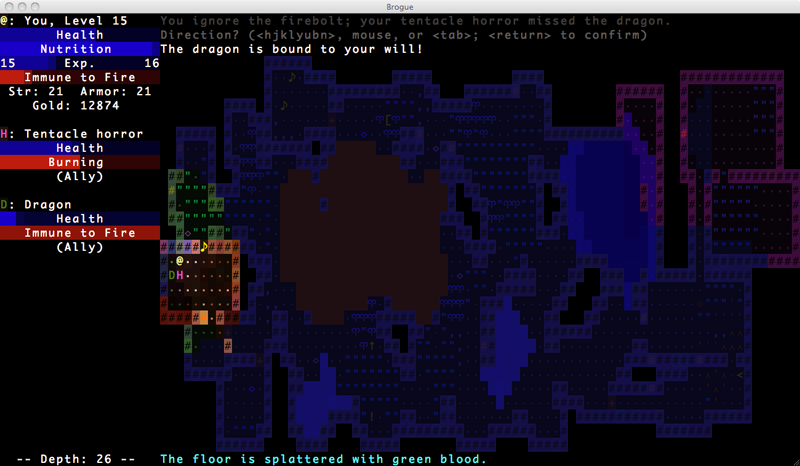 Brogue
@: You, Level 15
Health
Nutrition
15 Exp. 16
Immune to Fire
Str: 21 Armor: 21
Gold: 12874
H: Tentacle horror
Health
Burning
(Ally)
D: Dragon
Health
Immune to Fire
(Ally)
You ignore the firebolt; your tentacle horror missed the dragon.
Direction? (<hjklyubn>, mouse, or <tab>; <return> to confirm)
The dragon is bound to your will!
-- Depth: 26 --
The floor is splattered with green blood.